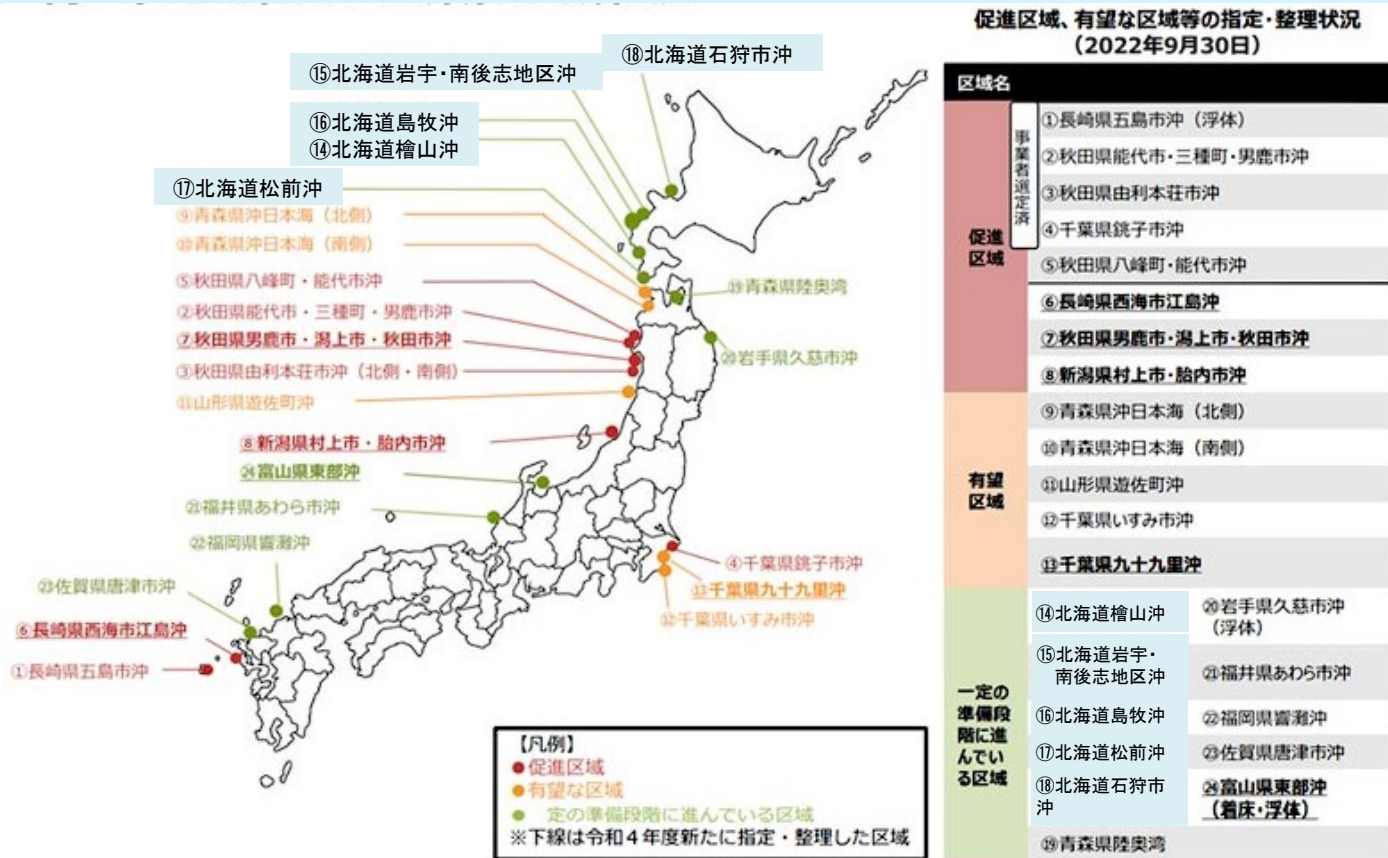 促進区域、有望な区域等の指定・整理状況
(2022年9月30日)
⑱北海道石狩市沖
⑮北海道岩宇・南後志地区沖
⑯北海道島牧沖
⑭北海道檜山沖
⑰北海道松前沖
⑨青森県沖日本海(北側)
⑩青森県沖日本海(南側)
⑤秋田県八峰町・能代市沖
②秋田県能代市・三種町・男鹿市沖
⑦秋田県男鹿市・潟上市・秋田市沖
③秋田県由利本荘市沖(北側・南側)
⑪山形県遊佐町沖
⑧新潟県村上市・胎内市沖
㉔富山県東部沖
㉑福井県あわら市沖
㉒福岡県響灘沖
㉓佐賀県唐津市沖
⑥長崎県西海市江島沖
①長崎県五島市沖
⑲青森県陸奥湾
⑳岩手県久慈市沖
④千葉県銚子市沖
⑬千葉県九十九里沖
⑫千葉県いすみ市沖
【凡例】
促進区域
有望な区域
定の準備段階に進んでいる区域
※下線は令和4年度新たに指定・整理した区域
区域名
促進
区域
事業者選定済
①長崎県五島市沖(浮体)
②秋田県能代市・三種町・男鹿市沖
③秋田県由利本荘市沖
④千葉県銚子市沖
⑤秋田県八峰町・能代市沖
⑥長崎県西海市江島沖
⑦秋田県男鹿市・潟上市・秋田市沖
⑧新潟県村上市・胎内市沖
有望
区域
⑨青森県沖日本海(北側)
⑩青森県沖日本海(南側)
⑪山形県遊佐町沖
⑫千葉県いすみ市沖
⑬千葉県九十九里沖
一定の
準備段
階に進
んでい
る区域
⑭北海道檜山沖
⑮北海道岩宇・
南後志地区沖
⑯北海道島牧沖
⑰北海道松前沖
⑱北海道石狩市
沖
⑲青森県陸奥湾
⑳岩手県久慈市沖
(浮体)
㉑福井県あわら市沖
㉒福岡県響灘沖
㉓佐賀県唐津市沖
㉔富山県東部沖
(着床・浮体)